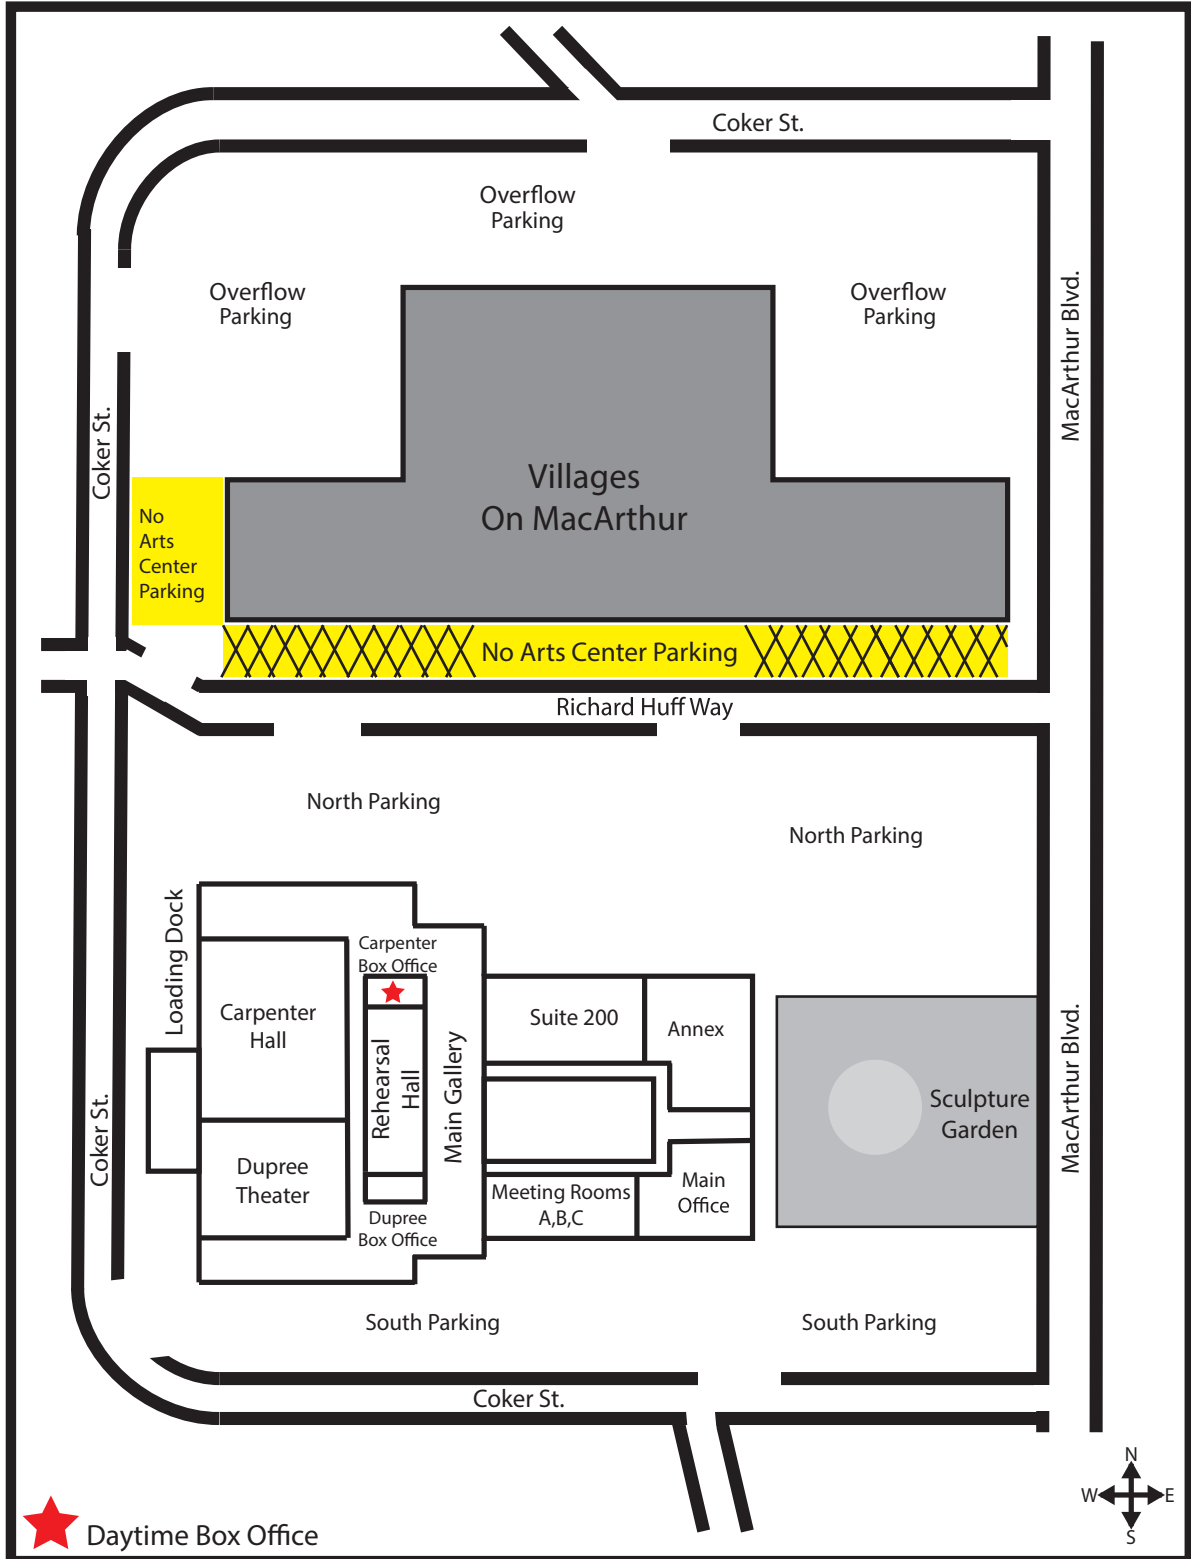 Coker St.
Overflow
Parking
Overflow
Parking
Overflow
Parking
MacArthur Blvd.
Coker St.
Villages
On MacArthur
No
Arts
Center
Parking
No Arts Center Parking
Richard Huff Way
North Parking
North Parking
Loading Dock
Carpenter
Box Office
Carpenter
Hall
Rehearsal
Hall
Main Gallery
Suite 200
Annex
Sculpture
Garden
MacArthur Blvd.
Coker St.
Dupree
Theater
Meeting Rooms
A,B,C
Main
Office
Dupree
Box Office
South Parking
South Parking
Coker St.
N
W
E
S
Daytime Box Office